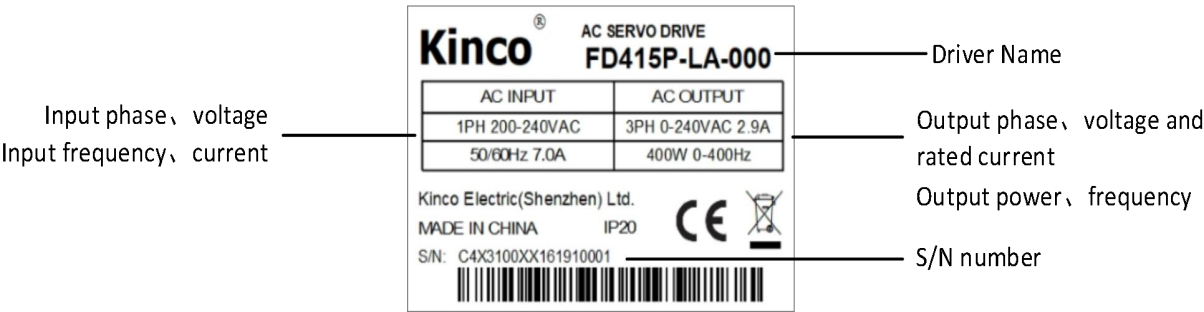 Kinco®
AC SERVO DRIVE
FD415P-LA-000
Driver Name
AC INPUT
AC OUTPUT
1PH 200-240VAC
3PH 0-240VAC 2.9A
50/60Hz 7.0A
400W 0-400Hz
Input phase、voltage
Input frequency、current
Output phase、voltage and
rated current
Output power、frequency
Kinco Electric(Shenzhen) Ltd.
MADE IN CHINA
IP20
CE
S/N: C4X3100XX161910001
S/N number